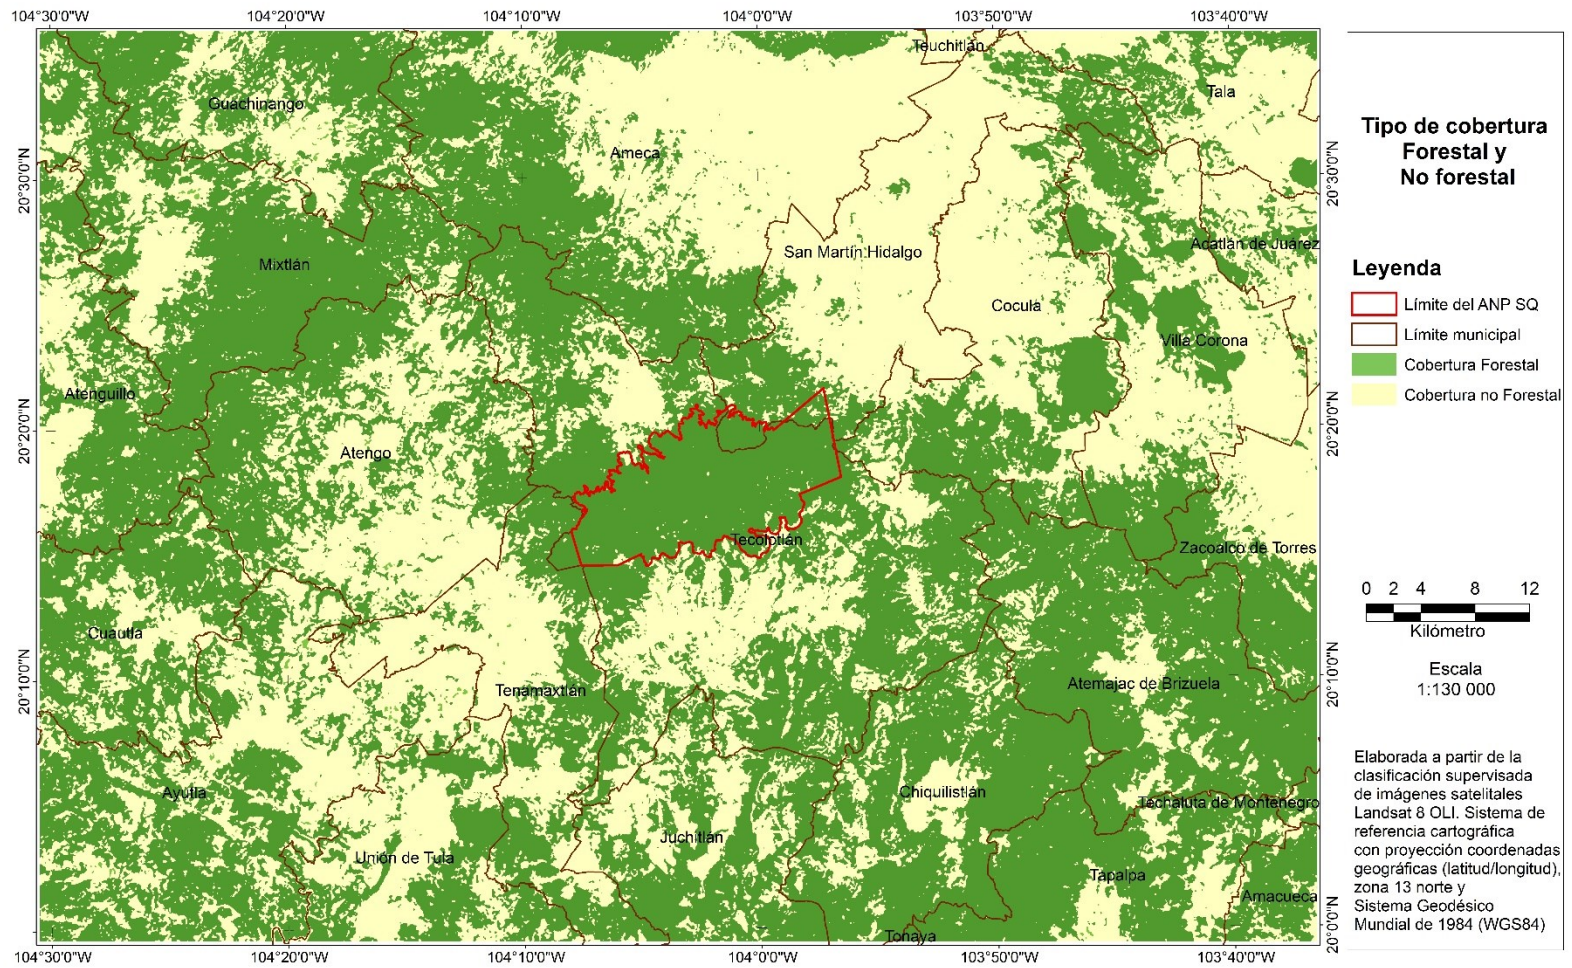 104°30'0"W 104°20'0"W 104°10'0"W 104°0'0"W 103°50'0"W 103°40'0"W
Teuchitlán
Tala
Guachinango
Ameca
20°30'0"N
20°30'0"N
San Martín Hidalgo
Acatlán de Juárez
Mixtlán
Cocula
Villa Corona
Atenguillo
20°20'0"N
20°20'0"N
Atengo
Tecolotlán
Zacoalco de Torres
Cuautla
20°10'0"N
20°10'0"N
Tenamaxtlán
Atemajac de Brizuela
Ayutla
Chiquilistlán
Techaluta de Montenegro
Juchitlán
Unión de Tula
Tapalpa
Amacueca
Tonaya
20°0'0"N
20°0'0"N
104°30'0"W 104°20'0"W 104°10'0"W 104°0'0"W 103°50'0"W 103°40'0"W
Tipo de cobertura
Forestal y
No forestal
Leyenda
Límite del ANP SQ
Límite municipal
Cobertura Forestal
Cobertura no Forestal
0 2 4 8 12
Kilómetro
Escala
1:130 000
Elaborada a partir de la
clasificación supervisada
de imágenes satelitales
Landsat 8 OLI. Sistema de
referencia cartográfica
con proyección coordenadas
geográficas (latitud/longitud),
zona 13 norte y
Sistema Geodésico
Mundial de 1984 (WGS84)